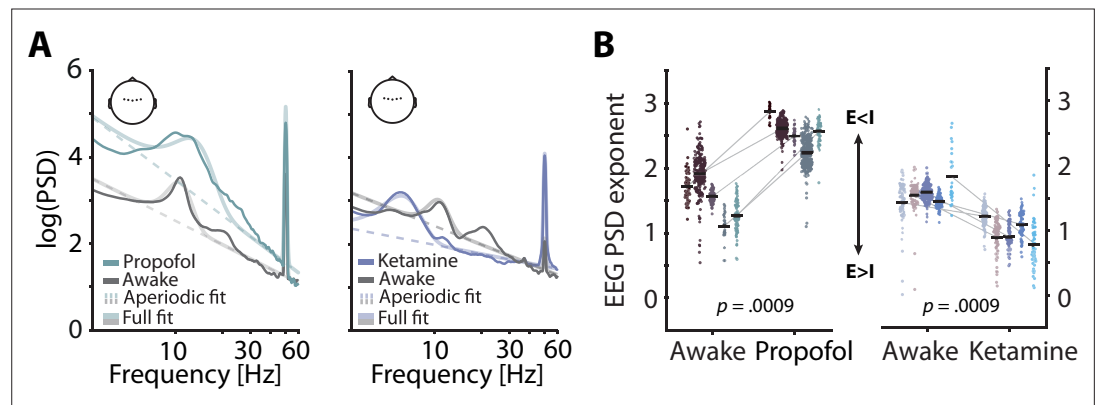 A
B
6
4
2
0
log(PSD)
Propofol
Awake
Aperiodic fit
Full fit
10
30
60
Frequency [Hz]
Ketamine
Awake
Aperiodic fit
Full fit
10
30
60
Frequency [Hz]
EEG PSD exponent
3
2
1
0
p = .0009
Awake Propofol
E<I
E>I
3
2
1
0
p = .0009
Awake Ketamine